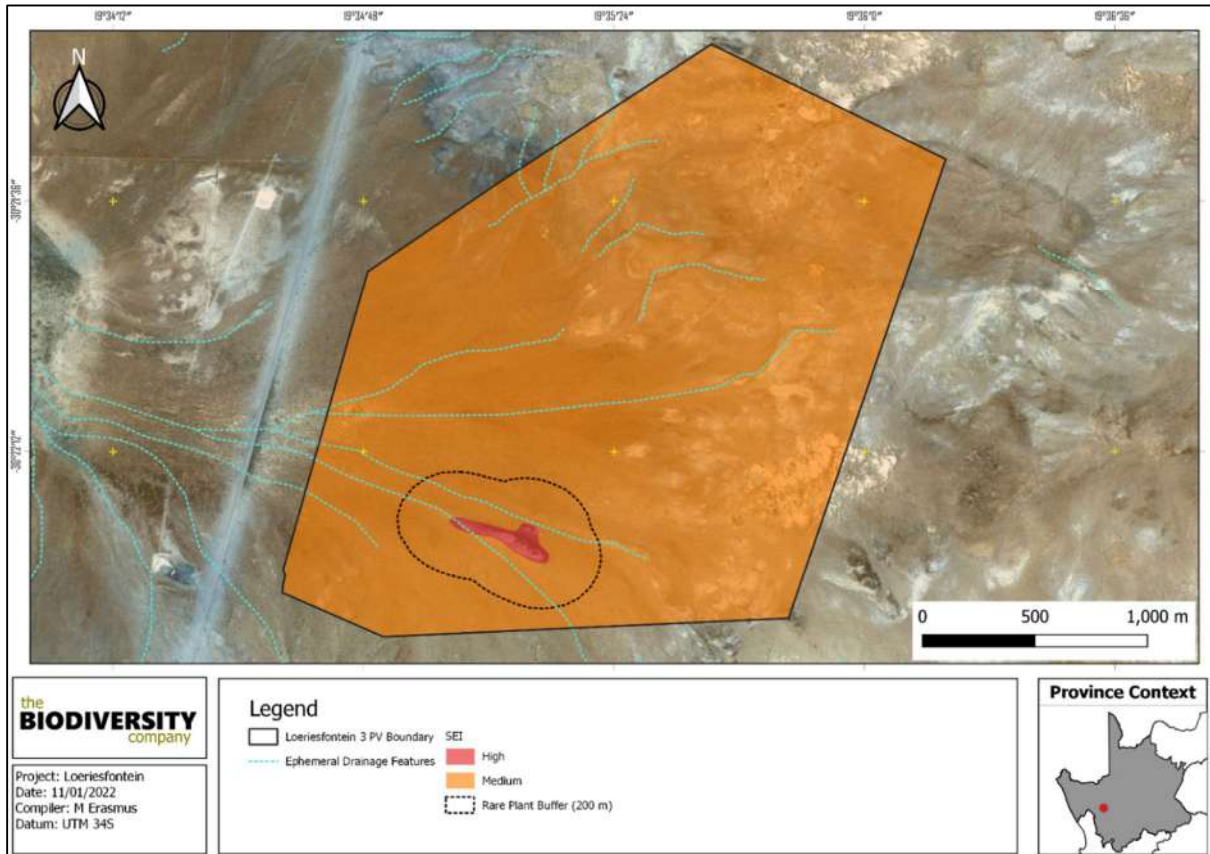 19°34'12" 19°34'48" 19°35'24" 19°36'0" 19°36'36"
N
-30°21'36"
-30°22'12"
0 500 1,000 m
the
BIODIVERSITY
company
Project: Loeriesfontein
Date: 11/01/2022
Compiler: M Erasmus
Datum: UTM 34S
Legend
Loeriesfontein 3 PV Boundary
Ephemeral Drainage Features
SEI
High
Medium
Rare Plant Buffer (200 m)
Province Context